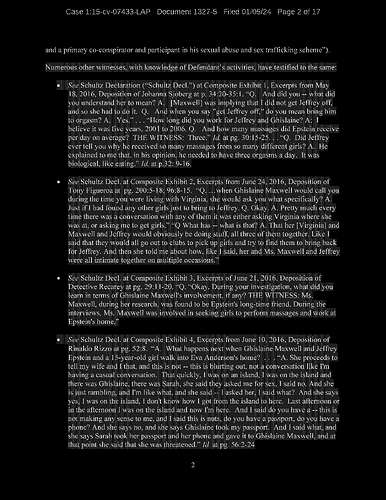 Case 1:15-cv-07433-LAP Document 1327-5 Filed 01/05/24 Page 2 of 17
and a primary co-conspirator and participant in his sexual abuse and sex trafficking scheme").
Numerous other witnesses, with knowledge of Defendant's activities, have testified to the same:
• See Schultz Declaration ("Schultz Decl.") at Composite Exhibit 1, Excerpts from May
18, 2016, Deposition of Johanna Sjoberg at p. 34:20-35:1, "Q. And did you -- what did
you understand her to mean? A. [Maxwell] was implying that I did not get Jeffrey off,
and so she had to do it. Q. And when you say "get Jeffrey off," do you mean bring him
to orgasm? A. Yes." . . . "How long did you work for Jeffrey and Ghislaine? A. I
believe it was five years, 2001 to 2006. Q. And how many massages did Epstein receive
per day on average? THE WITNESS: Three." Id. at pg. 30:15-25. . . "Q. Did Jeffrey
ever tell you why he received so many massages from so many different girls? A. He
explained to me that, in his opinion, he needed to have three orgasms a day. It was
biological, like eating." Id. at p.32: 9-16.
• See Schultz Decl. at Composite Exhibit 2, Excerpts from June 24, 2016, Deposition of
Tony Figueroa at pg. 200:5-18; 96:8-15. "Q. ... when Ghislaine Maxwell would call you
during the time you were living with Virginia, she would ask you what specifically? A.
Just if I had found any other girls just to bring to Jeffrey. Q. Okay. A. Pretty much every
time there was a conversation with any of them it was either asking Virginia where she
was at, or asking me to get girls." "Q What has -- what is that? A. That her [Virginia] and
Maxwell and Jeffrey would obviously be doing stuff, all three of them together. Like I
said that they would all go out to clubs to pick up girls and try to find them to bring back
for Jeffrey. And then she told me about how, like I said, her and Ms. Maxwell and Jeffrey
were all intimate together on multiple occasions."
• See Schultz Decl. at Composite Exhibit 3, Excerpts of June 21, 2016, Deposition of
Detective Recarey at pg. 29:11-20. "Q. "Okay. During your investigation, what did you
learn in terms of Ghislaine Maxwell's involvement, if any? THE WITNESS: Ms.
Maxwell, during her research, was found to be Epstein's long-time friend. During the
interviews, Ms. Maxwell was involved in seeking girls to perform massages and work at
Epstein's home."
• See Schultz Decl. at Composite Exhibit 4, Excerpts from June 10, 2016, Deposition of
Rinaldo Rizzo at pg. 52:8. "A. What happens next when Ghislaine Maxwell and Jeffrey
Epstein and a 15-year-old girl walk into Eva Anderson's home? . . . "A. She proceeds to
tell my wife and I that, and this is not -- this is blurting out, not a conversation like I'm
having a casual conversation. That quickly, I was on an island, I was on the island and
there was Ghislaine, there was Sarah, she said they asked me for sex, I said no. And she
is just rambling, and I'm like what, and she said -- I asked her, I said what? And she says
yes, I was on the island, I don't know how I got from the island to here. Last afternoon or
in the afternoon I was on the island and now I'm here. And I said do you have a -- this is
not making any sense to me, and I said this is nuts, do you have a passport, do you have a
phone? And she says no, and she says Ghislaine took my passport. And I said what, and
she says Sarah took her passport and her phone and gave it to Ghislaine Maxwell, and at
that point she said that she was threatened." Id. at pg. 56:2-24
2